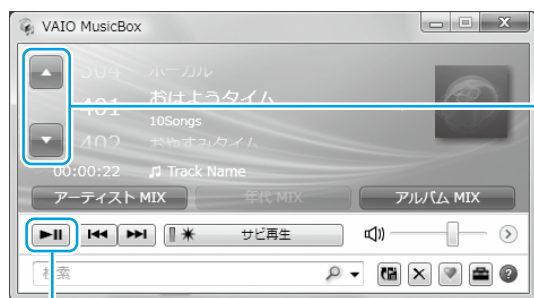 VAIO MusicBox
304 ボーカル
401 おはようタイム
10Songs
402 おやすみタイム
00:00:22 ♫ Track Name
アーティスト MIX 年代 MIX アルバム MIX
サビ再生
検索